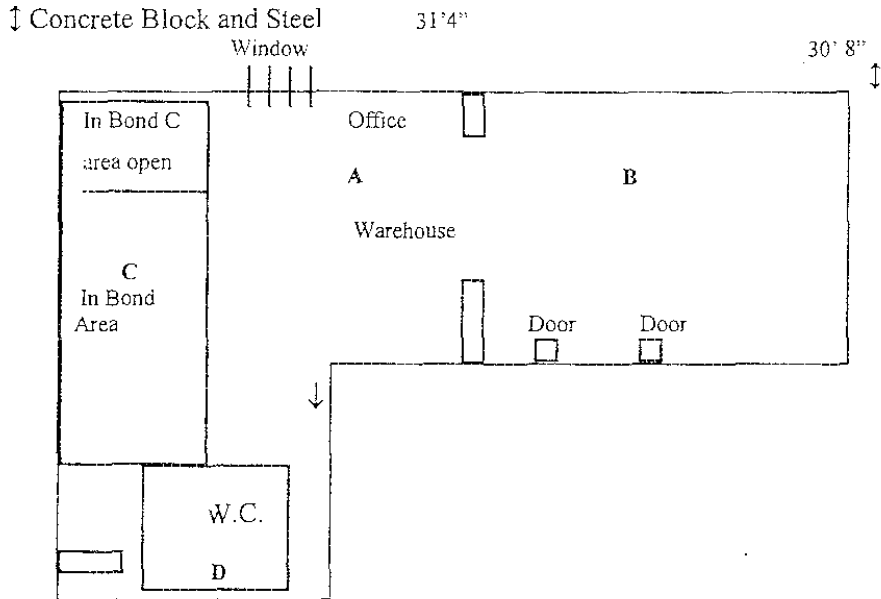 ↕ Concrete Block and Steel 31'4"
Window 30' 8"
↕
In Bond C Office
area open
A B
Warehouse
C
In Bond
Area
Door Door
↓
W.C.
D